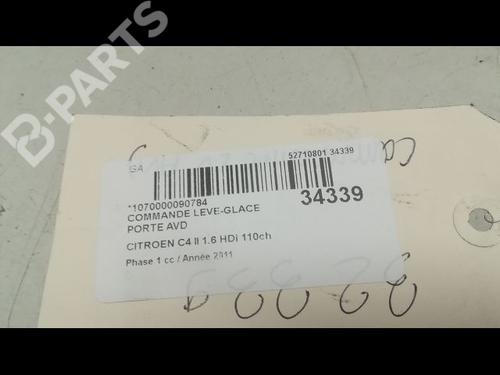 B-PARTS
GA
52710801 34339
*1070000090784
COMMANDE LEVE-GLACE
PORTE AVD
34339
CITROEN C4 II 1.6 HDi 110ch
Phase 1 cc / Année 2011